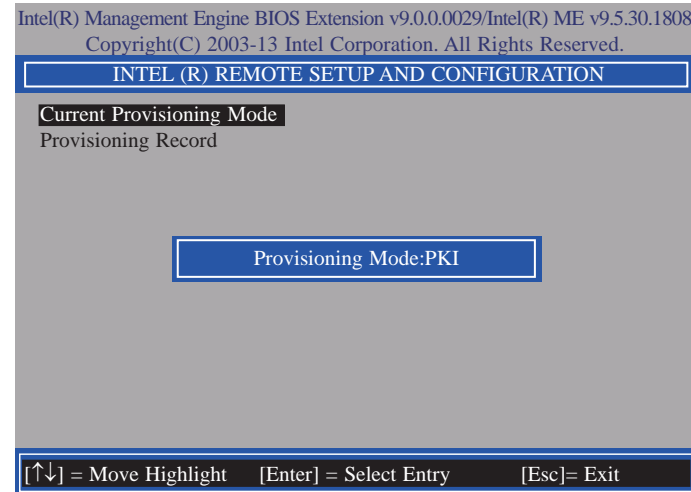 Intel(R) Management Engine BIOS Extension v9.0.0.0029/Intel(R) ME v9.5.30.1808
Copyright(C) 2003-13 Intel Corporation. All Rights Reserved.
INTEL (R) REMOTE SETUP AND CONFIGURATION
Current Provisioning Mode
Provisioning Record
Provisioning Mode:PKI
[↑↓] = Move Highlight [Enter] = Select Entry [Esc]= Exit